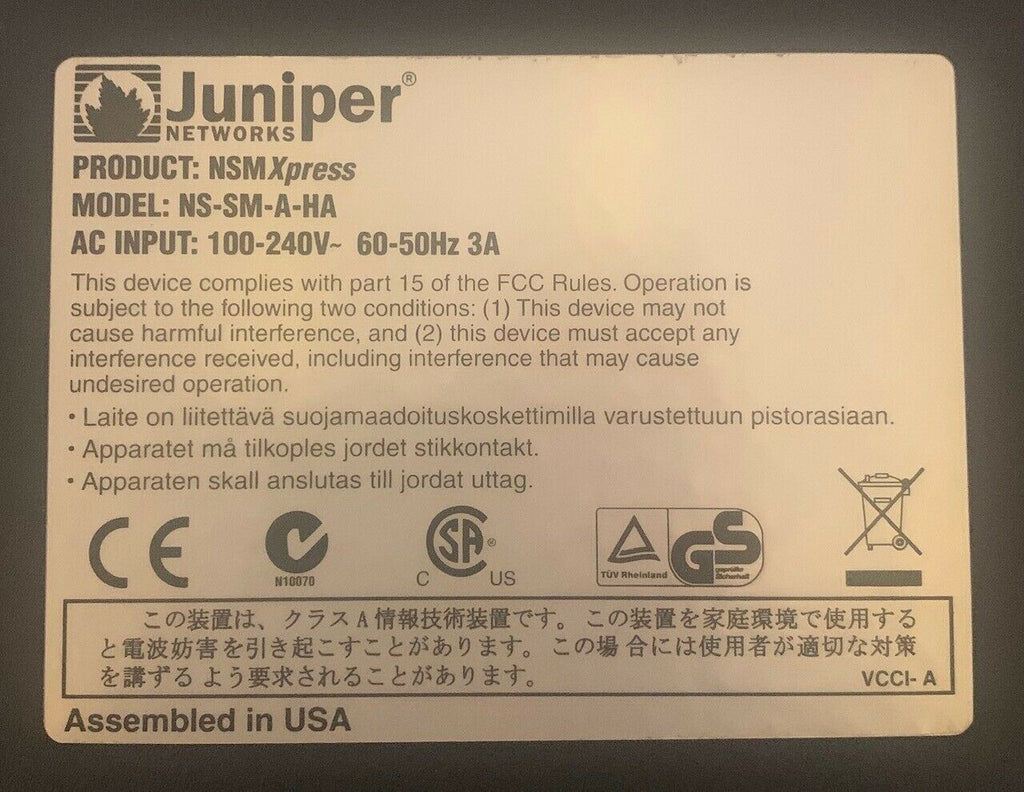 Juniper®
NETWORKS
PRODUCT: NSMXpress
MODEL: NS-SM-A-HA
AC INPUT: 100-240V~ 60-50Hz 3A
This device complies with part 15 of the FCC Rules. Operation is
subject to the following two conditions: (1) This device may not
cause harmful interference, and (2) this device must accept any
interference received, including interference that may cause
undesired operation.
• Laite on liitettävä suojamaadoituskoskettimilla varustettuun pistorasiaan.
• Apparatet må tilkoples jordet stikkontakt.
• Apparaten skall anslutas till jordat uttag.
CE
N10070
SA®
C US
TÜV Rheinland
GS
geprüfte
Sicherheit
この装置は、クラス A 情報技術装置です。 この装置を家庭環境で使用する
と電波妨害を引き起こすことがあります。 この場 合には使用者が適切な対策
を講ずる よう要求されることがあります。
VCCI- A
Assembled in USA